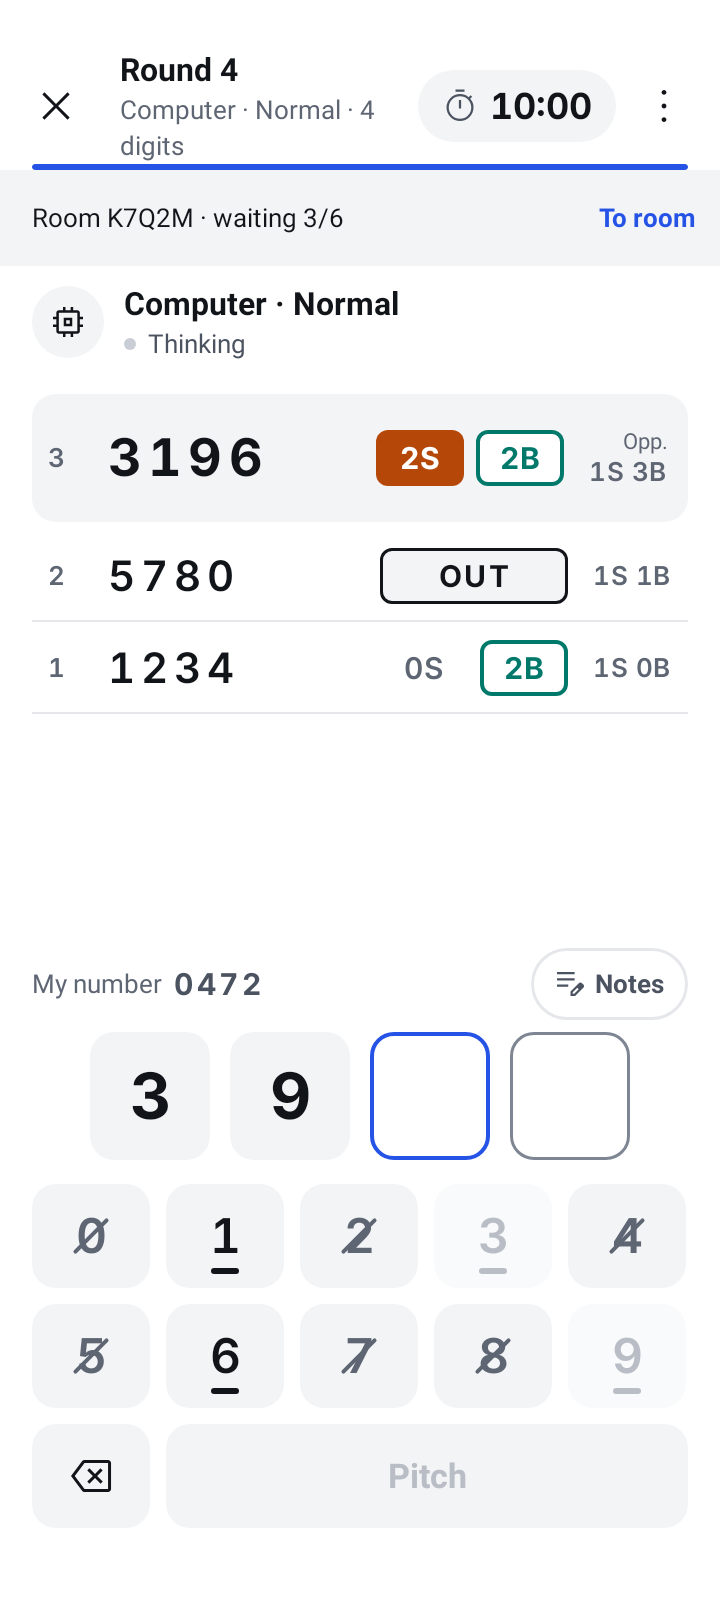 Round 4
Computer · Normal · 4
digits
10:00
Room K7Q2M · waiting 3/6
To room
Computer · Normal
Thinking
3 3196 2S 2B Opp. 1S 3B
2 5780 OUT 1S 1B
1 1234 0S 2B 1S 0B
My number 0472
Notes
3 9
0 1 2 3 4
5 6 7 8 9
Pitch